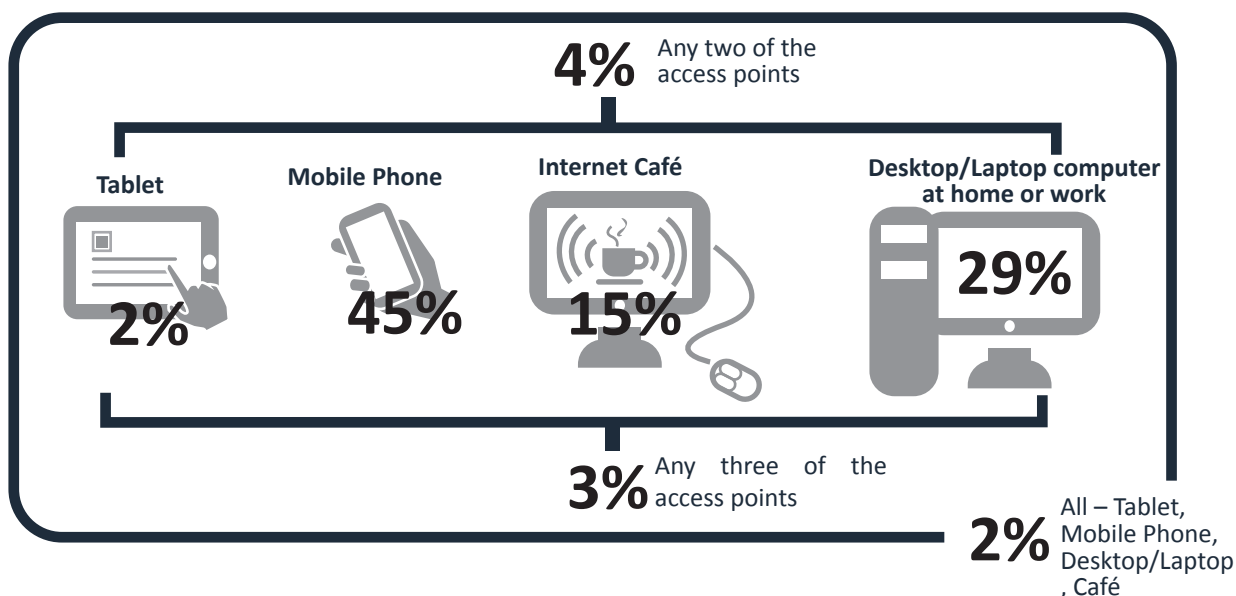 4% Any two of the
access points
Tablet
Mobile Phone
Internet Café
Desktop/Laptop computer
at home or work
2%
45%
15%
29%
3% Any three of the
access points
2% All – Tablet,
Mobile Phone,
Desktop/Laptop
, Café